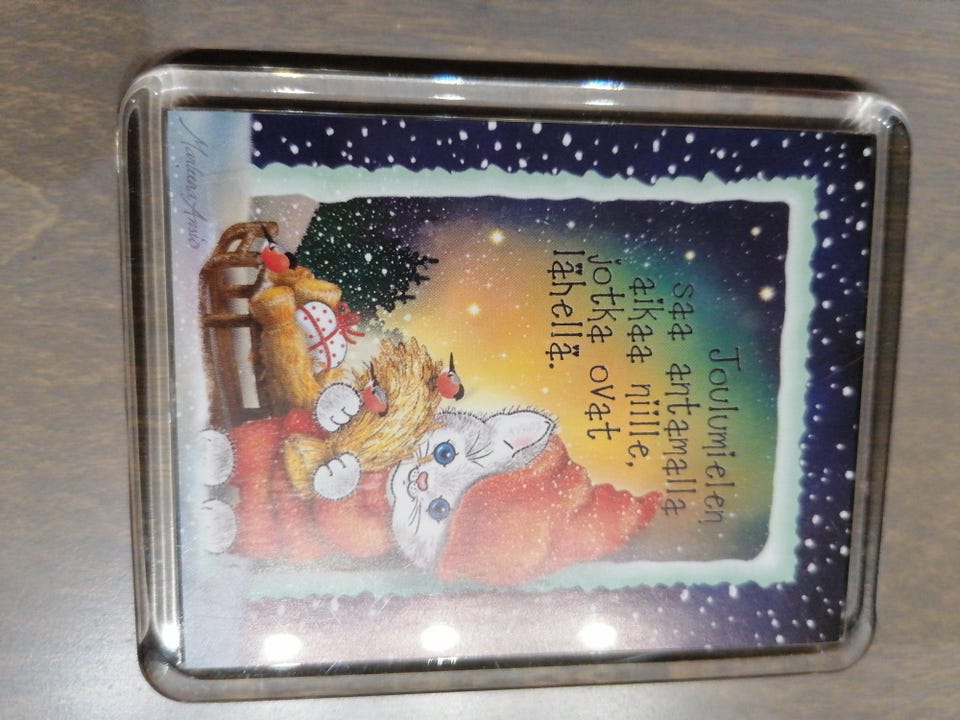 Joulumielen
saa antamalla
aikaa niille,
jotka ovat
lähellä.